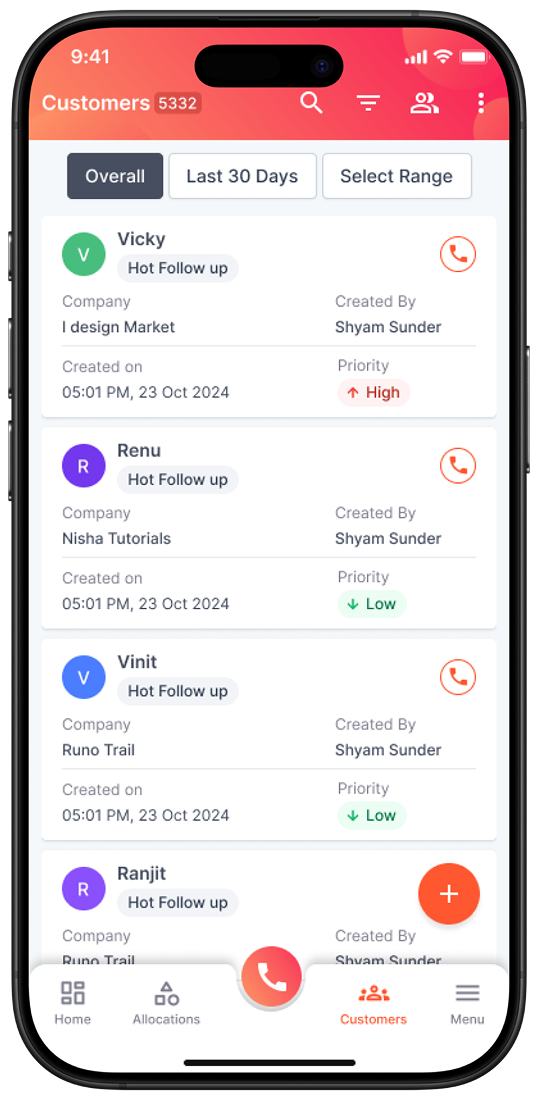 9:41
Customers 5332
Overall Last 30 Days Select Range
V Vicky
Hot Follow up
Company Created By
I design Market Shyam Sunder
Created on Priority
05:01 PM, 23 Oct 2024 High
R Renu
Hot Follow up
Company Created By
Nisha Tutorials Shyam Sunder
Created on Priority
05:01 PM, 23 Oct 2024 Low
V Vinit
Hot Follow up
Company Created By
Runo Trail Shyam Sunder
Created on Priority
05:01 PM, 23 Oct 2024 Low
R Ranjit
Hot Follow up
Company Created By
Runo Trail Shyam Sunder
Home Allocations Customers Menu